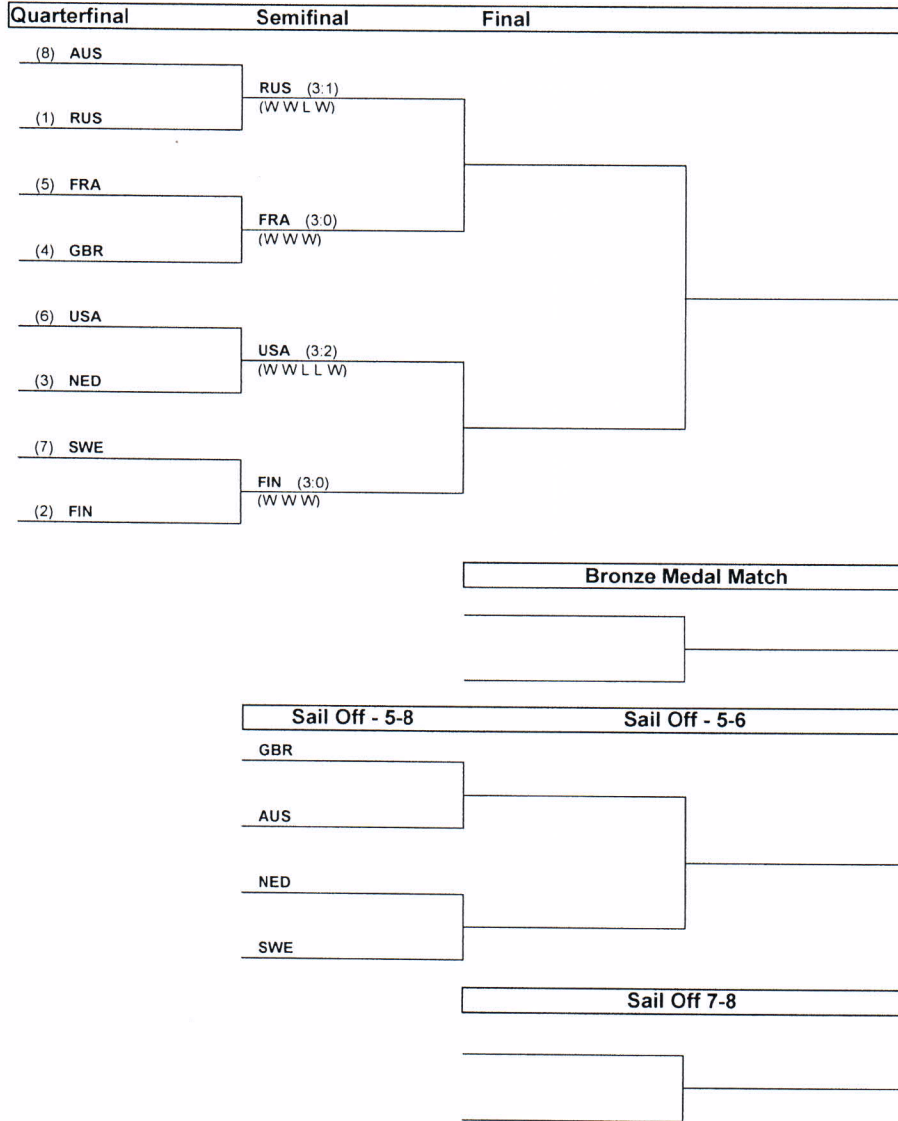 Quarterfinal Semifinal Final
(8) AUS
RUS (3:1)
(W W L W)
(1) RUS
(5) FRA
FRA (3:0)
(W W W)
(4) GBR
(6) USA
USA (3:2)
(W W L L W)
(3) NED
(7) SWE
FIN (3:0)
(W W W)
(2) FIN
Bronze Medal Match
Sail Off - 5-8 Sail Off - 5-6
GBR
AUS
NED
SWE
Sail Off 7-8